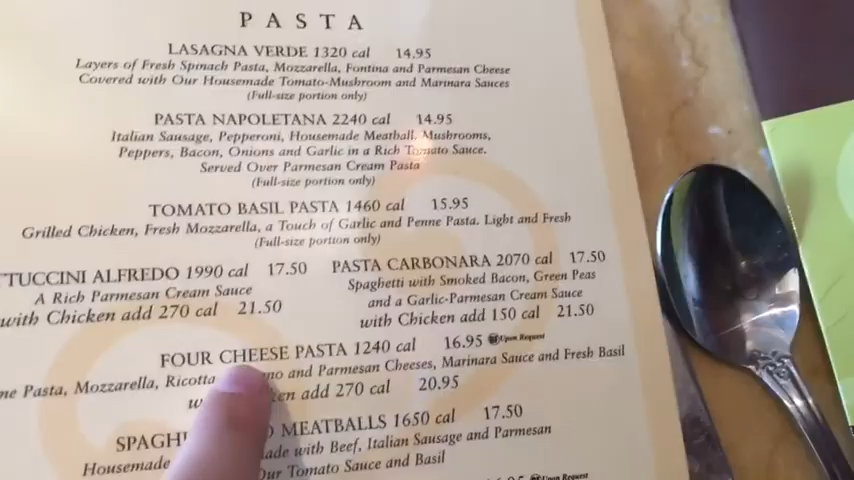 PASTA
LASAGNA VERDE 1320 cal 14.95
Layers of Fresh Spinach Pasta, Mozzarella, Fontina and Parmesan Cheese
Covered with Our Housemade Tomato-Mushroom and Marinara Sauces
(Full-size portion only)
PASTA NAPOLETANA 2240 cal 14.95
Italian Sausage, Pepperoni, Housemade Meatball, Mushrooms,
Peppers, Bacon, Onions and Garlic in a Rich Tomato Sauce.
Served Over Parmesan Cream Pasta
(Full-size portion only)
TOMATO BASIL PASTA 1460 cal 15.95
Grilled Chicken, Fresh Mozzarella, a Touch of Garlic and Penne Pasta. Light and Fresh
(Full-size portion only)
TTUCCINI ALFREDO 1990 cal 17.50
A Rich Parmesan Cream Sauce
with Chicken add 270 cal 21.50
PASTA CARBONARA 2070 cal 17.50
Spaghetti with Smoked Bacon, Green Peas
and a Garlic-Parmesan Cream Sauce
with Chicken add 150 cal 21.50
FOUR CHEESE PASTA 1240 cal 16.95 Upon Request
ne Pasta, Mozzarella, Ricotta no and Parmesan Cheeses, Marinara Sauce and Fresh Basil
w en add 270 cal 20.95
SPAGH MEATBALLS 1650 cal 17.50
Housemade ade with Beef, Italian Sausage and Parmesan
Our Tomato Sauce and Basil
Upon Request